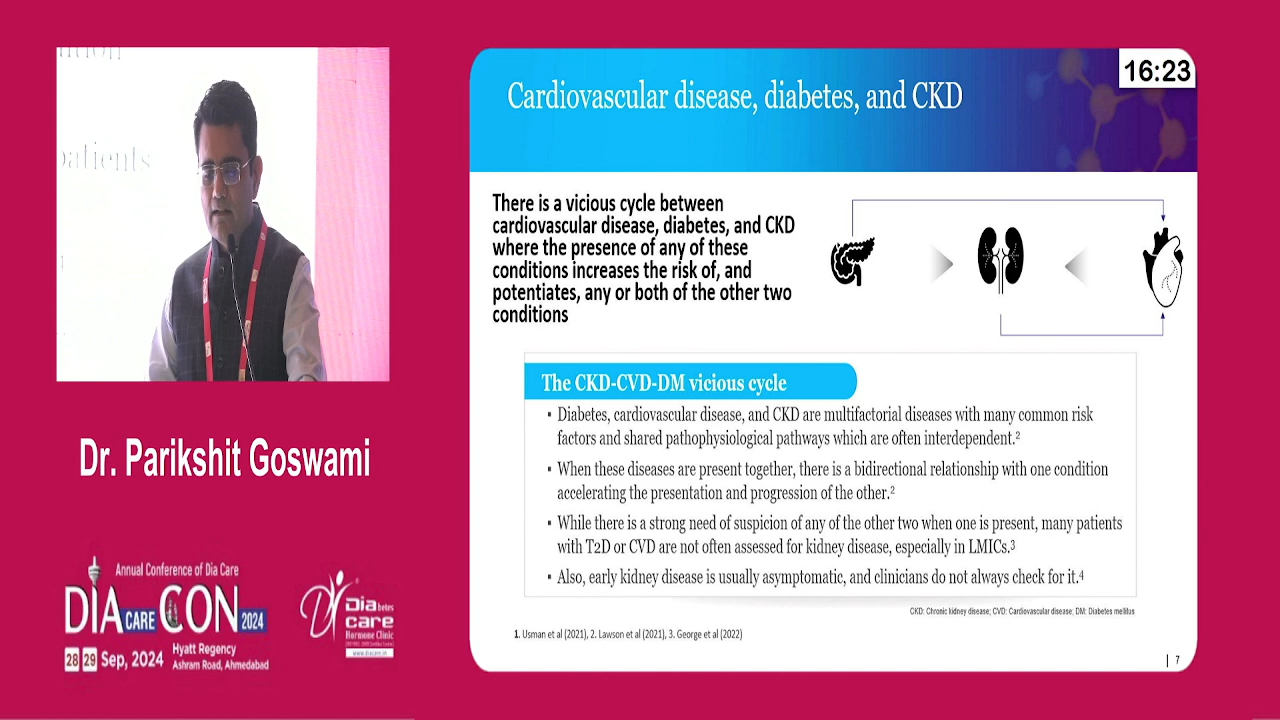 patients
Dr. Parikshit Goswami
Annual Conference of Dia Care
DIA CARE CON 2024
28 29 Sep, 2024
Hyatt Regency
Ashram Road, Ahmedabad
Diabetes
care
Hormone Clinic
www.diacare.in
16:23
Cardiovascular disease, diabetes, and CKD
There is a vicious cycle between
cardiovascular disease, diabetes, and CKD
where the presence of any of these
conditions increases the risk of, and
potentiates, any or both of the other two
conditions
The CKD-CVD-DM vicious cycle
▪ Diabetes, cardiovascular disease, and CKD are multifactorial diseases with many common risk
factors and shared pathophysiological pathways which are often interdependent.²
▪ When these diseases are present together, there is a bidirectional relationship with one condition
accelerating the presentation and progression of the other.²
▪ While there is a strong need of suspicion of any of the other two when one is present, many patients
with T2D or CVD are not often assessed for kidney disease, especially in LMICs.³
▪ Also, early kidney disease is usually asymptomatic, and clinicians do not always check for it.⁴
CKD: Chronic kidney disease; CVD: Cardiovascular disease; DM: Diabetes mellitus
1. Usman et al (2021), 2. Lawson et al (2021), 3. George et al (2022)
| 7